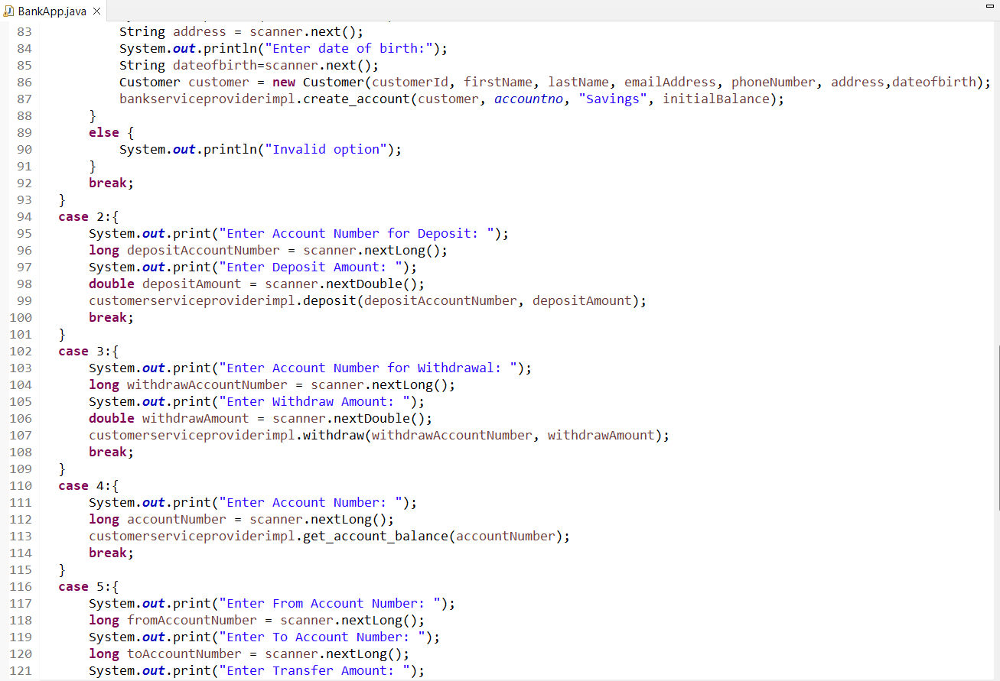 BankApp.java
83 String address = scanner.next();
84 System.out.println("Enter date of birth:");
85 String dateofbirth=scanner.next();
86 Customer customer = new Customer(customerId, firstName, lastName, emailAddress, phoneNumber, address,dateofbirth);
87 bankserviceproviderimpl.create_account(customer, accountno, "Savings", initialBalance);
88 }
89 else {
90 System.out.println("Invalid option");
91 }
92 break;
93 }
94 case 2:{
95 System.out.print("Enter Account Number for Deposit: ");
96 long depositAccountNumber = scanner.nextLong();
97 System.out.print("Enter Deposit Amount: ");
98 double depositAmount = scanner.nextDouble();
99 customerserviceproviderimpl.deposit(depositAccountNumber, depositAmount);
100 break;
101 }
102 case 3:{
103 System.out.print("Enter Account Number for Withdrawal: ");
104 long withdrawAccountNumber = scanner.nextLong();
105 System.out.print("Enter Withdraw Amount: ");
106 double withdrawAmount = scanner.nextDouble();
107 customerserviceproviderimpl.withdraw(withdrawAccountNumber, withdrawAmount);
108 break;
109 }
110 case 4:{
111 System.out.print("Enter Account Number: ");
112 long accountNumber = scanner.nextLong();
113 customerserviceproviderimpl.get_account_balance(accountNumber);
114 break;
115 }
116 case 5:{
117 System.out.print("Enter From Account Number: ");
118 long fromAccountNumber = scanner.nextLong();
119 System.out.print("Enter To Account Number: ");
120 long toAccountNumber = scanner.nextLong();
121 System.out.print("Enter Transfer Amount: ");